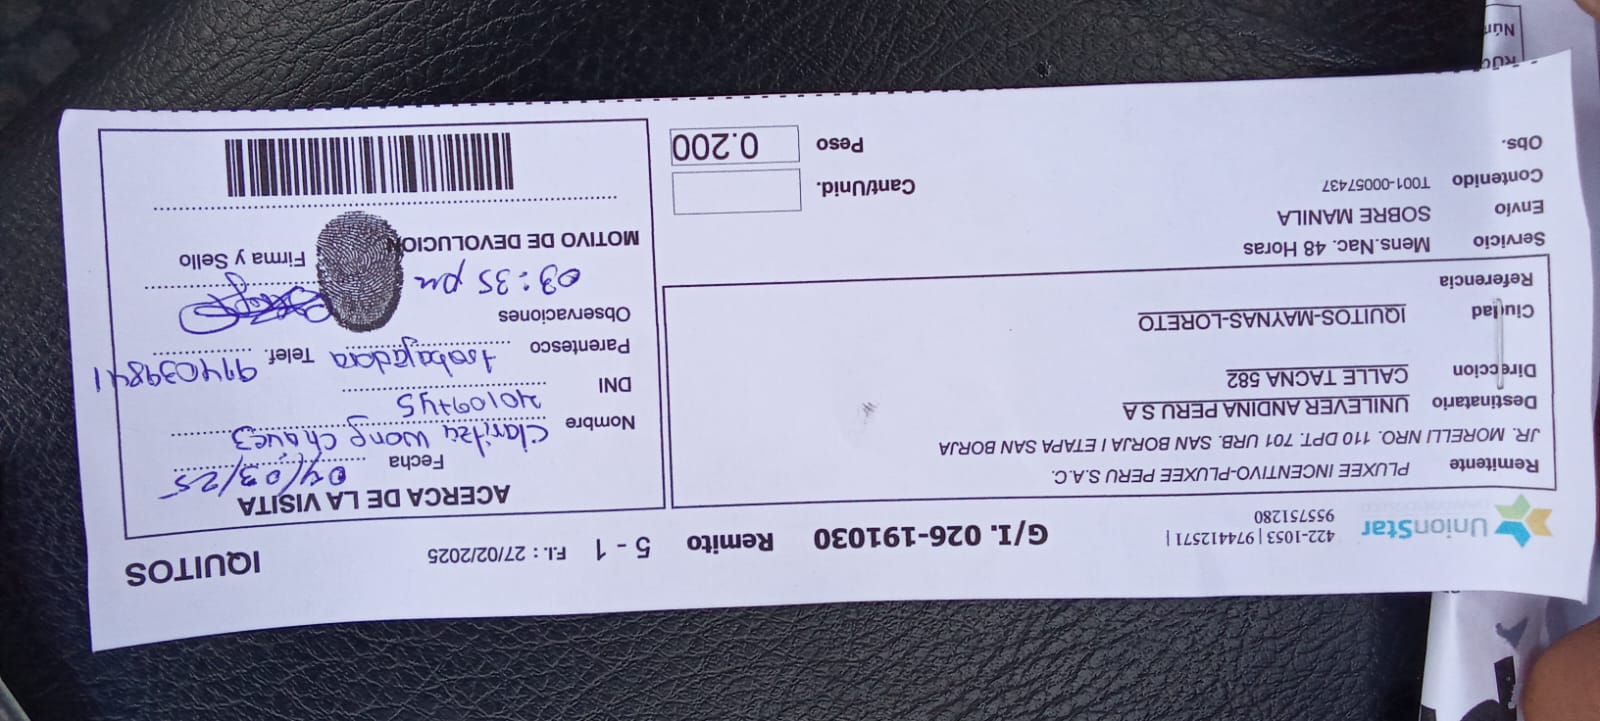 UnionStar
422-1053 | 974412571 |
955751280
G/I. 026-191030 Remito 5 - 1 F.I. : 27/02/2025 IQUITOS
Remitente PLUXEE INCENTIVO-PLUXEE PERU S.A.C.
JR. MORELLI NRO. 110 DPT. 701 URB. SAN BORJA I ETAPA SAN BORJA
Destinatario UNILEVER ANDINA PERU S A
Direccion CALLE TACNA 582
Ciudad IQUITOS-MAYNAS-LORETO
Referencia
Servicio Mens.Nac. 48 Horas
Envio SOBRE MANILA
Contenido T001-00057437
Obs.
Cant/Unid.
Peso 0.200
ACERCA DE LA VISITA
Fecha 04/03/25
Nombre Claritza Wong Chavez
DNI 40109745
Parentesco trabajadora Telef. 994039841
Observaciones
03:35 pm
Firma y Sello
MOTIVO DE DEVOLUCION
RUC
Núm